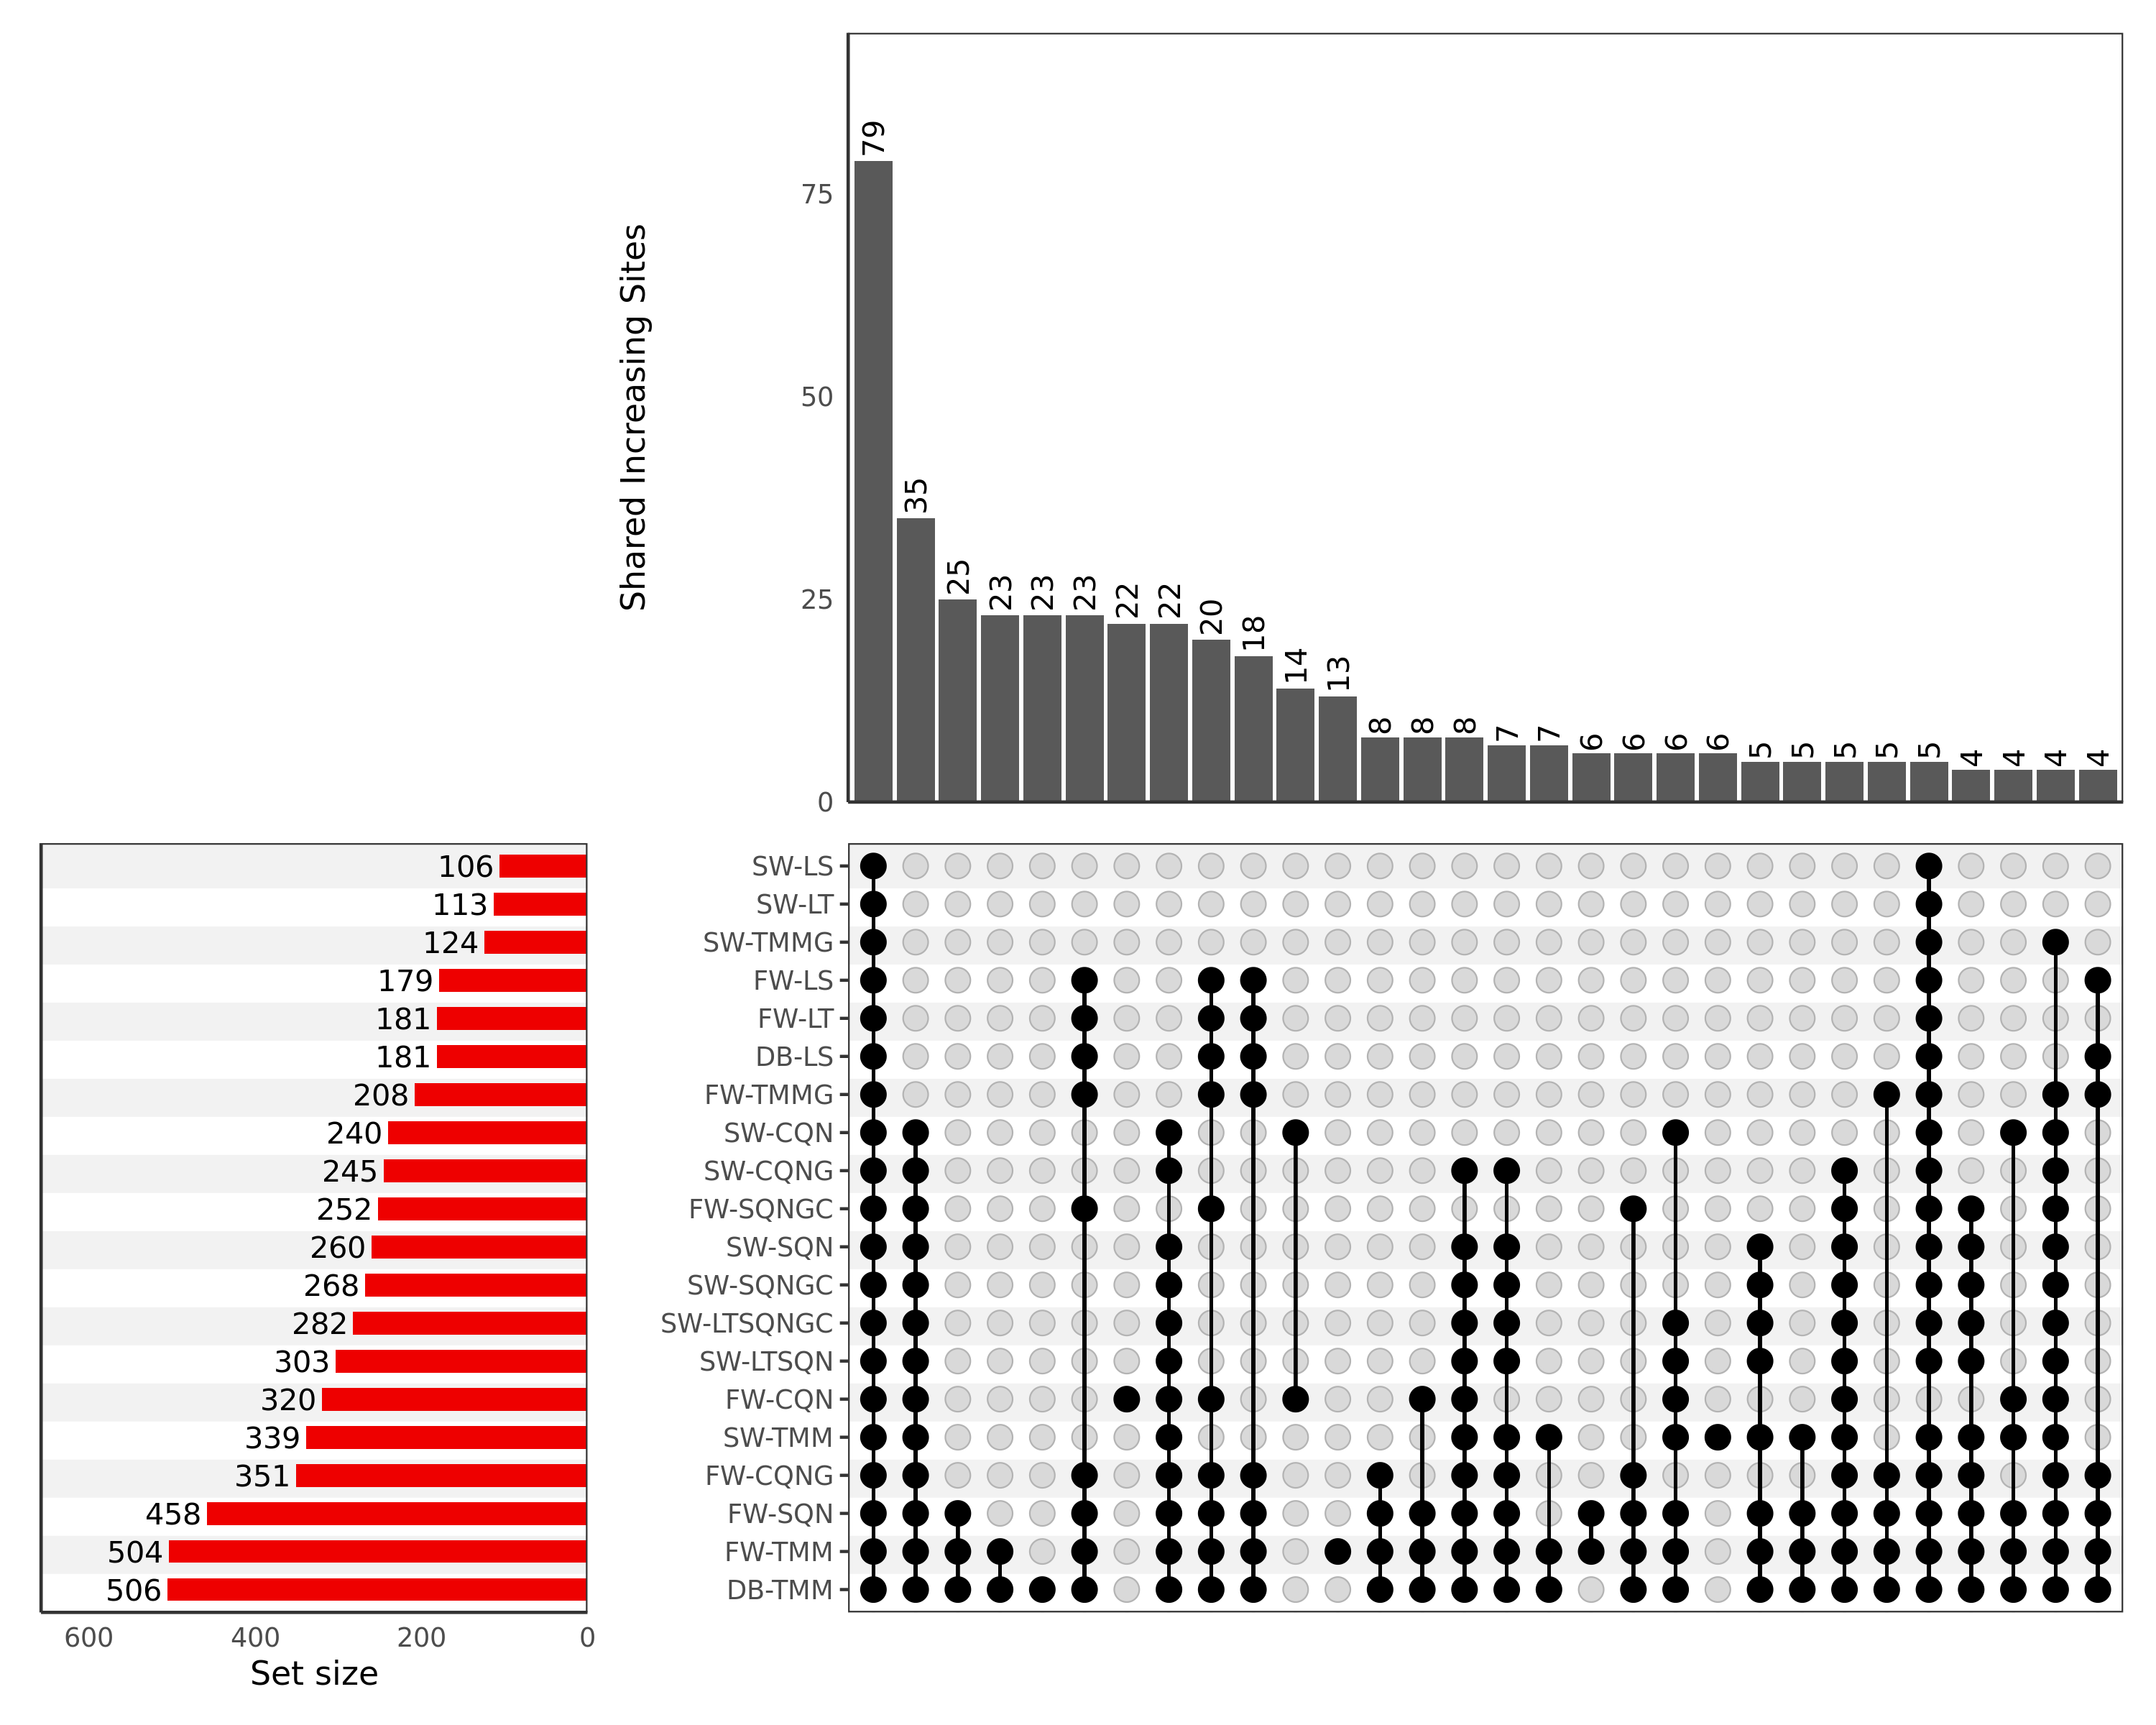 Shared Increasing Sites
75
50
25
0
79
35
25
23
23
23
22
22
20
18
14
13
8
8
8
7
7
6
6
6
6
5
5
5
5
5
4
4
4
4
106
113
124
179
181
181
208
240
245
252
260
268
282
303
320
339
351
458
504
506
600 400 200 0
Set size
SW-LS
SW-LT
SW-TMMG
FW-LS
FW-LT
DB-LS
FW-TMMG
SW-CQN
SW-CQNG
FW-SQNGC
SW-SQN
SW-SQNGC
SW-LTSQNGC
SW-LTSQN
FW-CQN
SW-TMM
FW-CQNG
FW-SQN
FW-TMM
DB-TMM